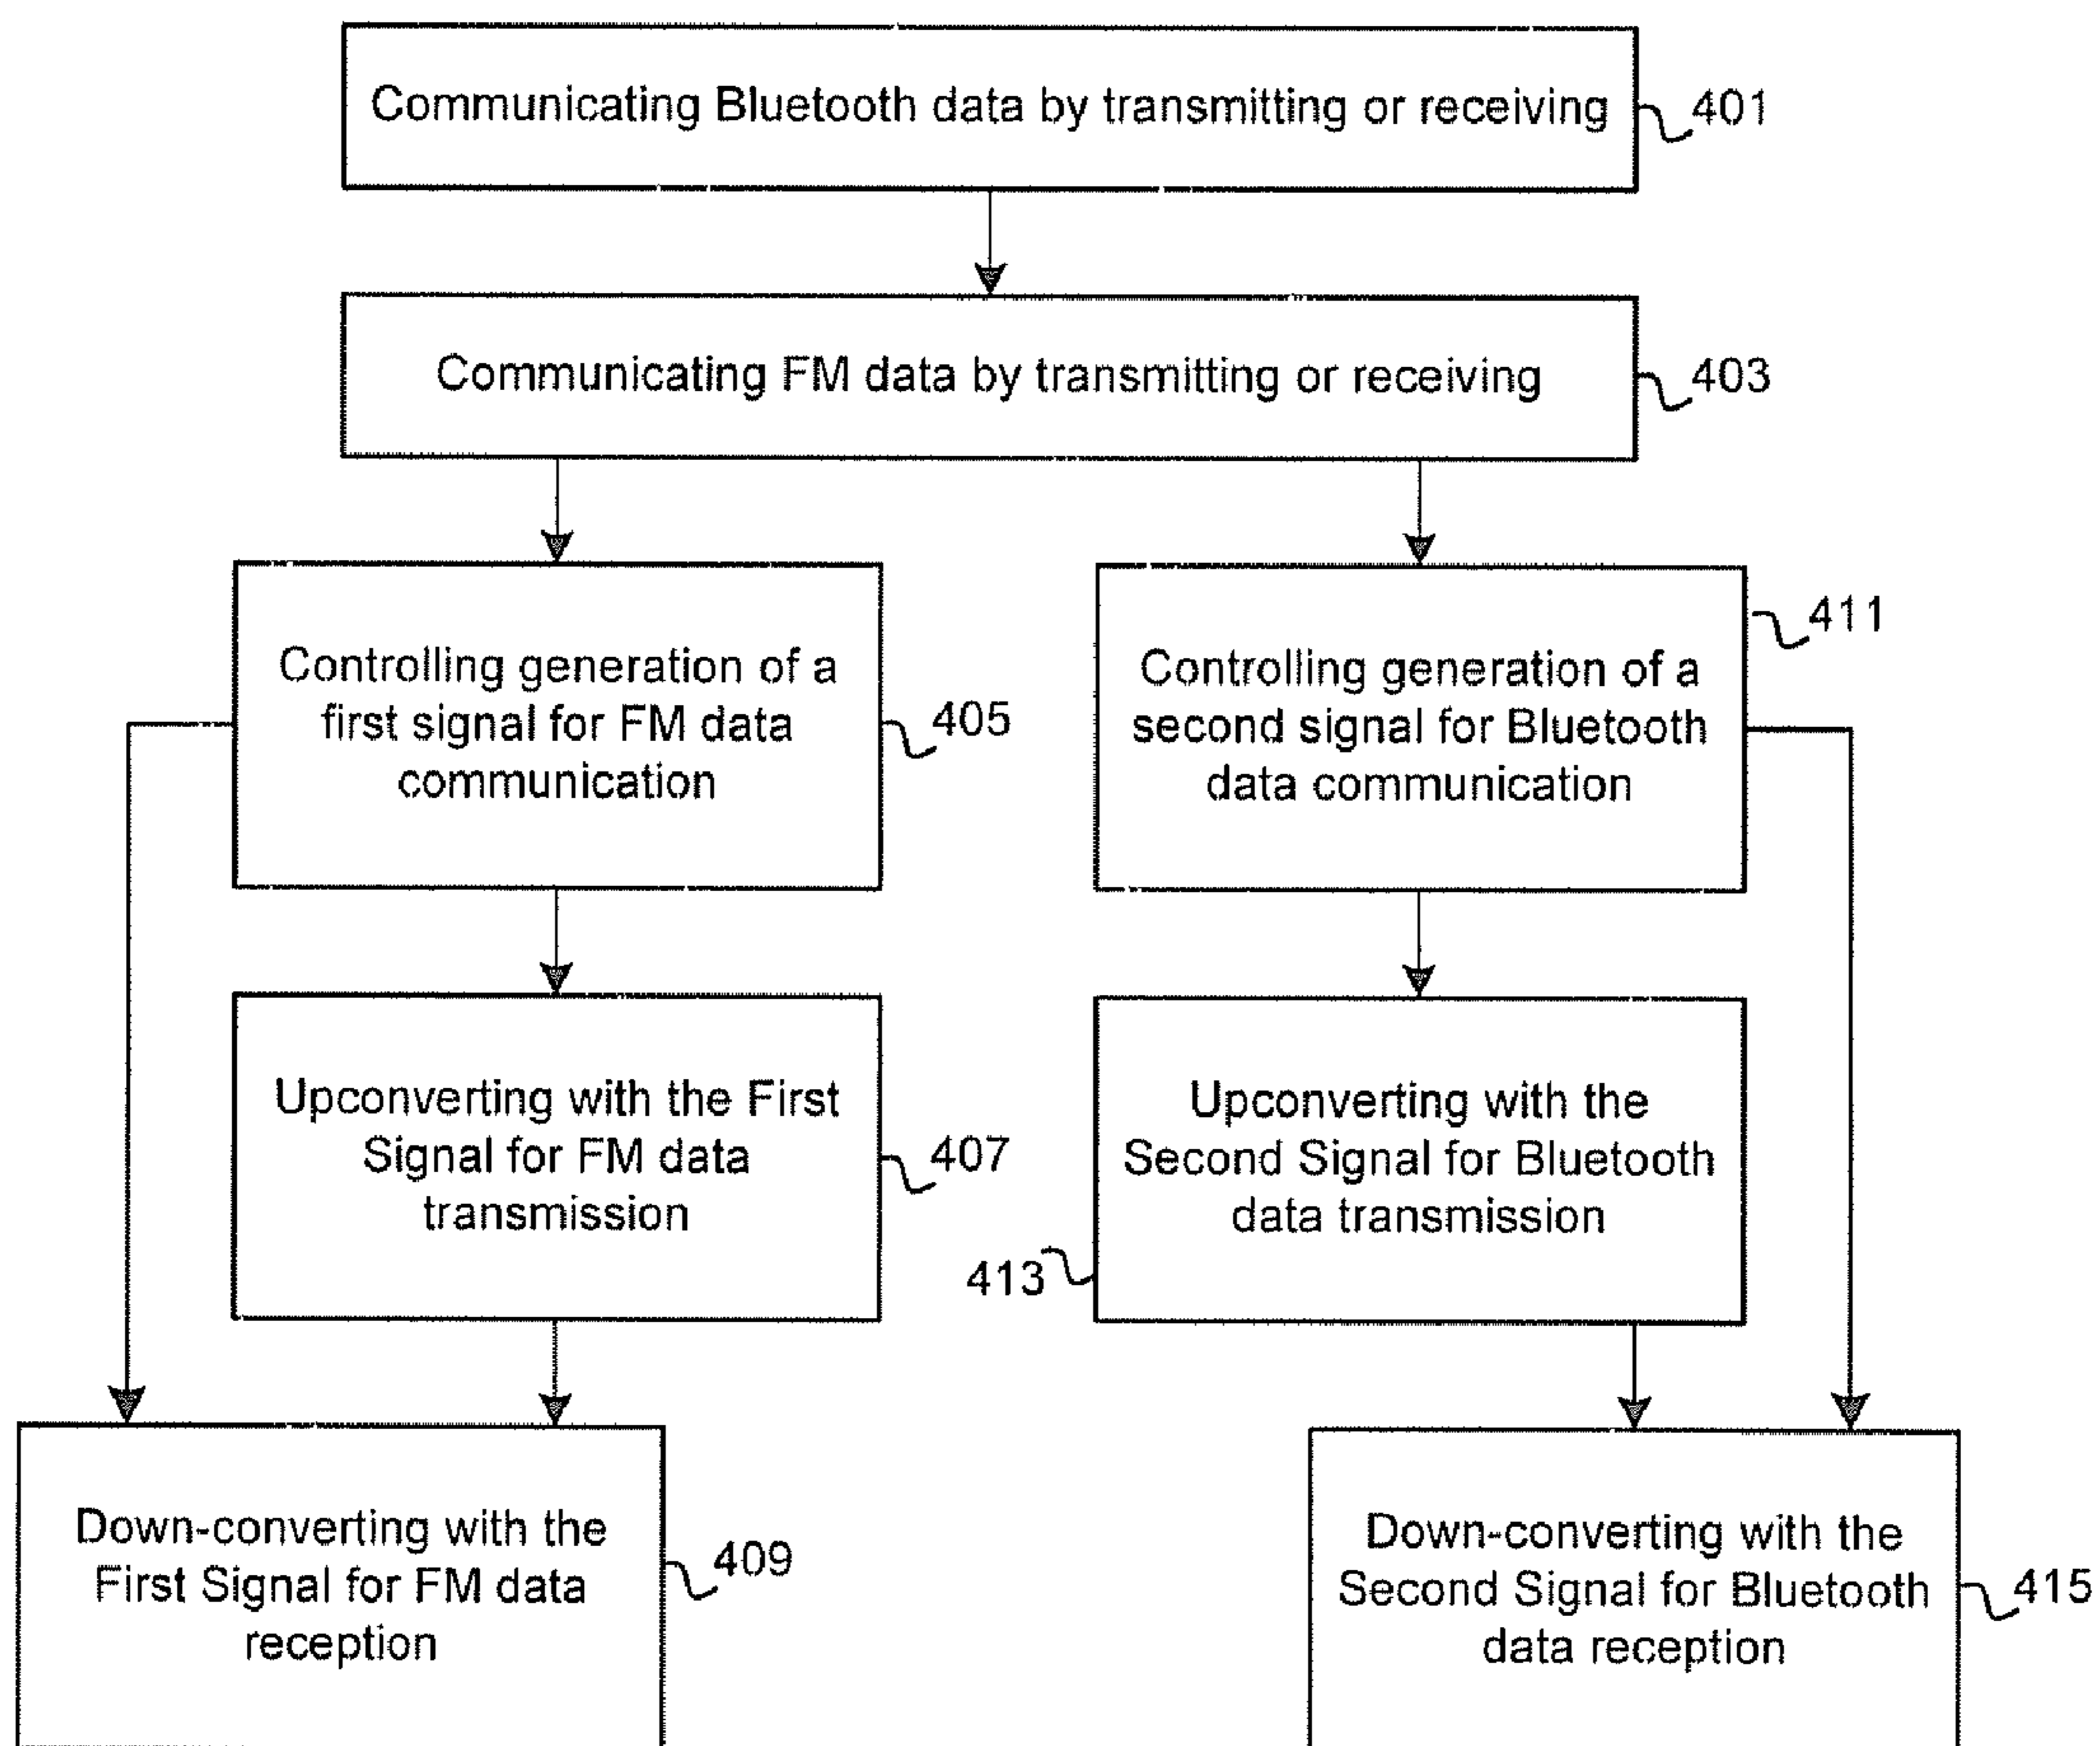 Communicating Bluetooth data by transmitting or receiving
401
Communicating FM data by transmitting or receiving
403
Controlling generation of a
first signal for FM data
communication
405
Controlling generation of a
second signal for Bluetooth
data communication
411
Upconverting with the First
Signal for FM data
transmission
407
Upconverting with the
Second Signal for Bluetooth
data transmission
413
Down-converting with the
First Signal for FM data
reception
409
Down-converting with the
Second Signal for Bluetooth
data reception
415